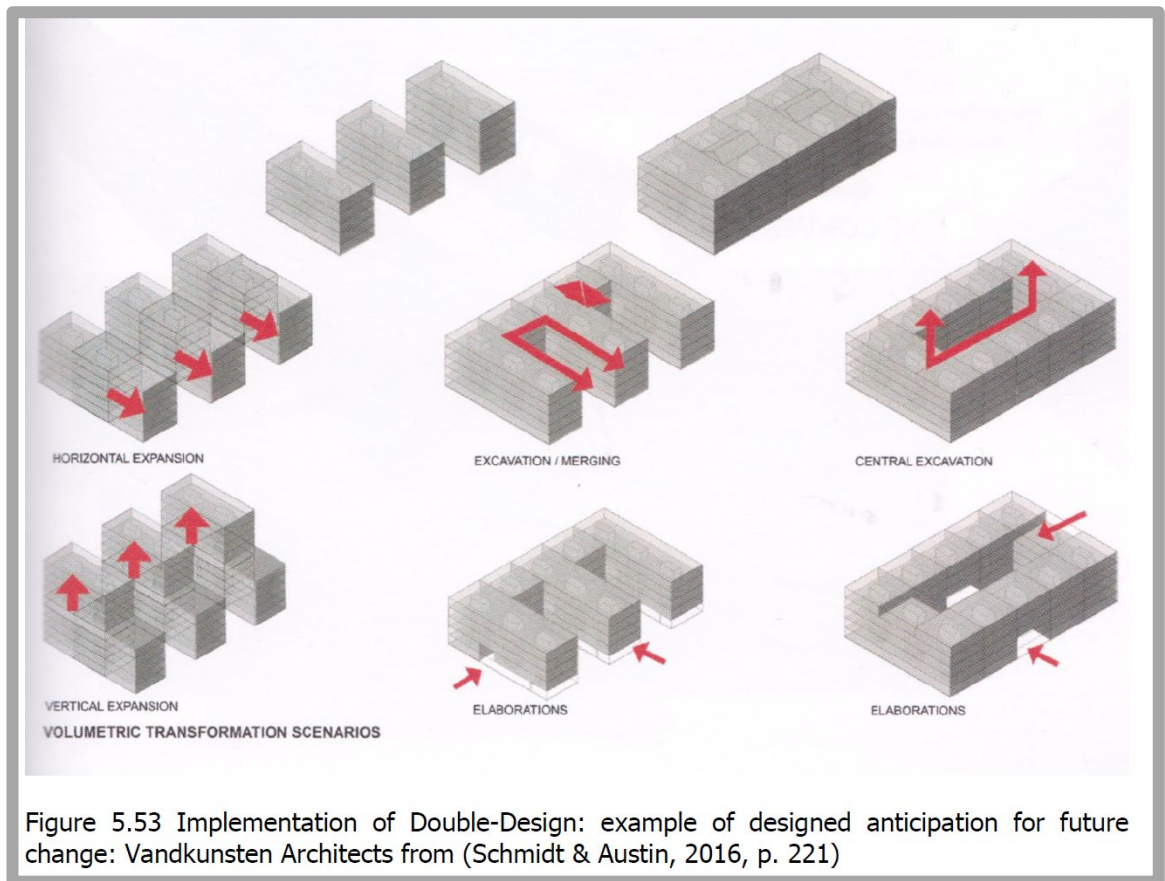 HORIZONTAL EXPANSION
EXCAVATION / MERGING
CENTRAL EXCAVATION
VERTICAL EXPANSION
ELABORATIONS
ELABORATIONS
VOLUMETRIC TRANSFORMATION SCENARIOS
Figure 5.53 Implementation of Double-Design: example of designed anticipation for future
change: Vandkunsten Architects from (Schmidt & Austin, 2016, p. 221)